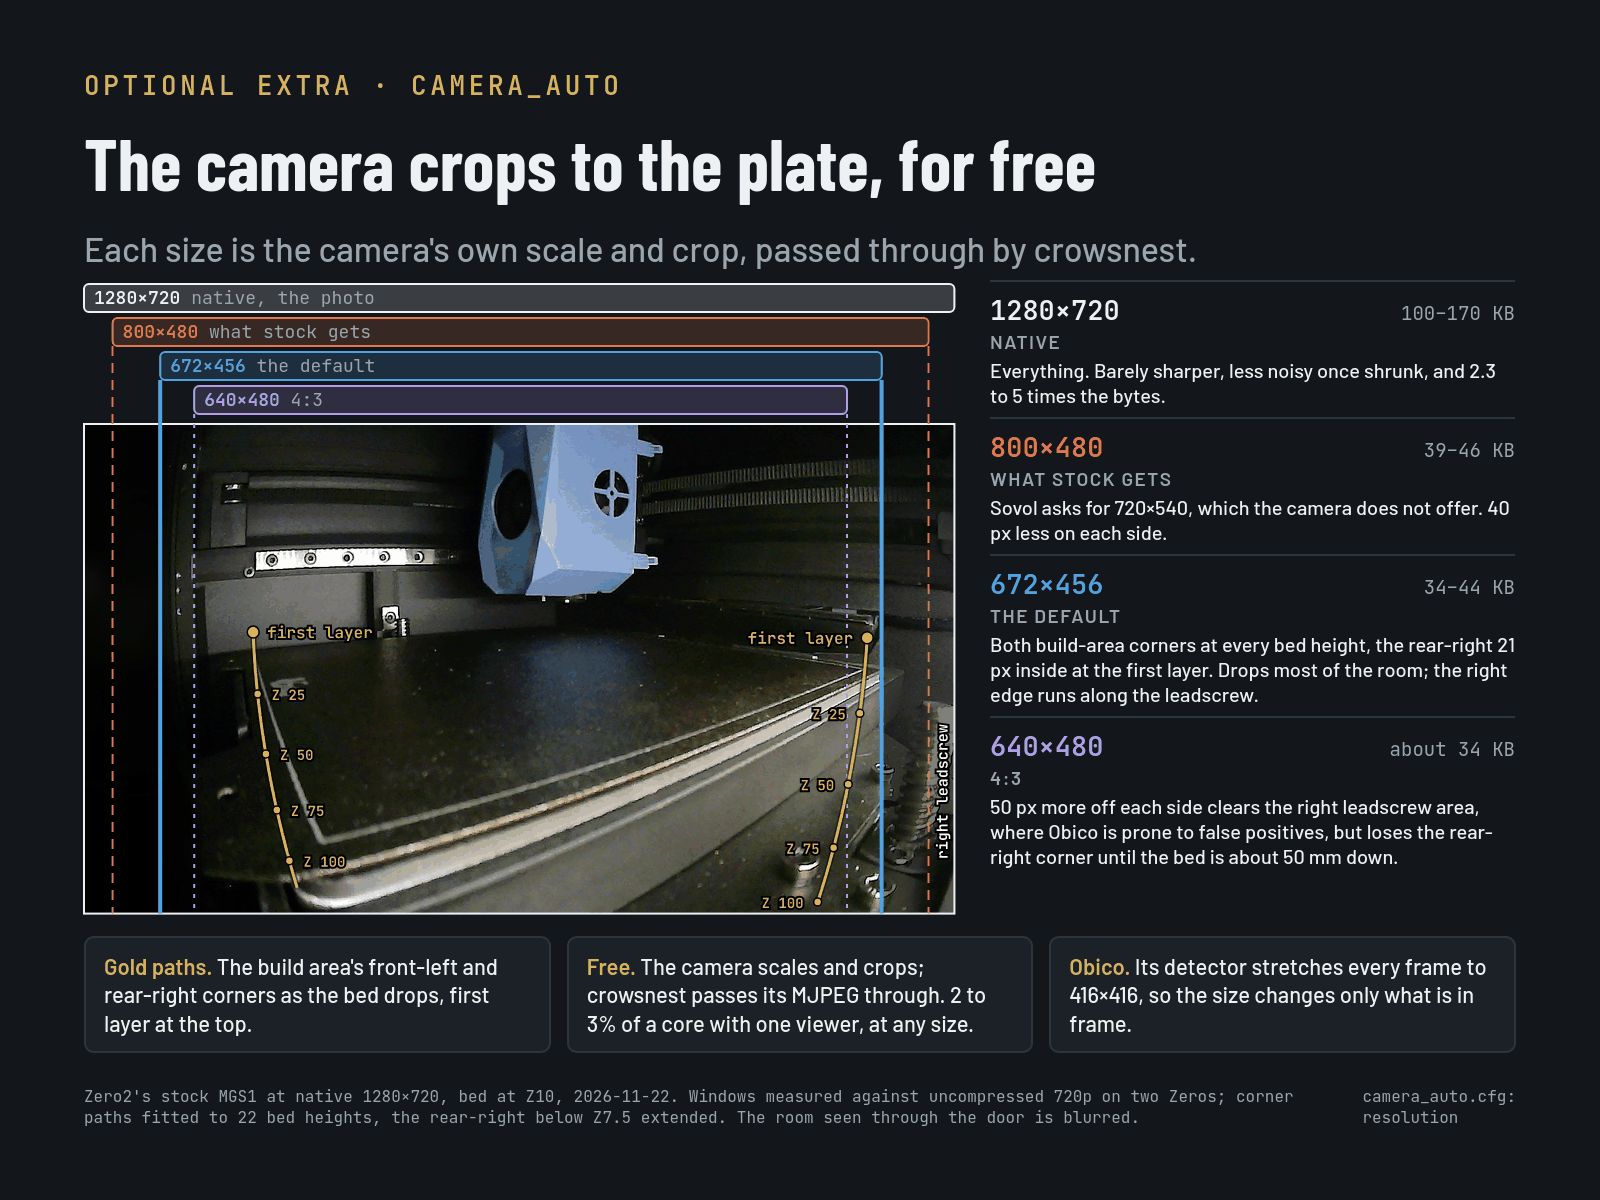 OPTIONAL EXTRA · CAMERA_AUTO
The camera crops to the plate, for free
Each size is the camera's own scale and crop, passed through by crowsnest.
1280×720 native, the photo
800×480 what stock gets
672×456 the default
640×480 4:3
first layer
Z 25
Z 50
Z 75
Z 100
first layer
Z 25
Z 50
Z 75
Z 100
right leadscrew
1280×720 100–170 KB
NATIVE
Everything. Barely sharper, less noisy once shrunk, and 2.3
to 5 times the bytes.
800×480 39–46 KB
WHAT STOCK GETS
Sovol asks for 720×540, which the camera does not offer. 40
px less on each side.
672×456 34–44 KB
THE DEFAULT
Both build-area corners at every bed height, the rear-right 21
px inside at the first layer. Drops most of the room; the right
edge runs along the leadscrew.
640×480 about 34 KB
4:3
50 px more off each side clears the right leadscrew area,
where Obico is prone to false positives, but loses the rear-
right corner until the bed is about 50 mm down.
Gold paths. The build area's front-left and
rear-right corners as the bed drops, first
layer at the top.
Free. The camera scales and crops;
crowsnest passes its MJPEG through. 2 to
3% of a core with one viewer, at any size.
Obico. Its detector stretches every frame to
416×416, so the size changes only what is in
frame.
Zero2's stock MGS1 at native 1280×720, bed at Z10, 2026-11-22. Windows measured against uncompressed 720p on two Zeros; corner
paths fitted to 22 bed heights, the rear-right below Z7.5 extended. The room seen through the door is blurred.
camera_auto.cfg:
resolution